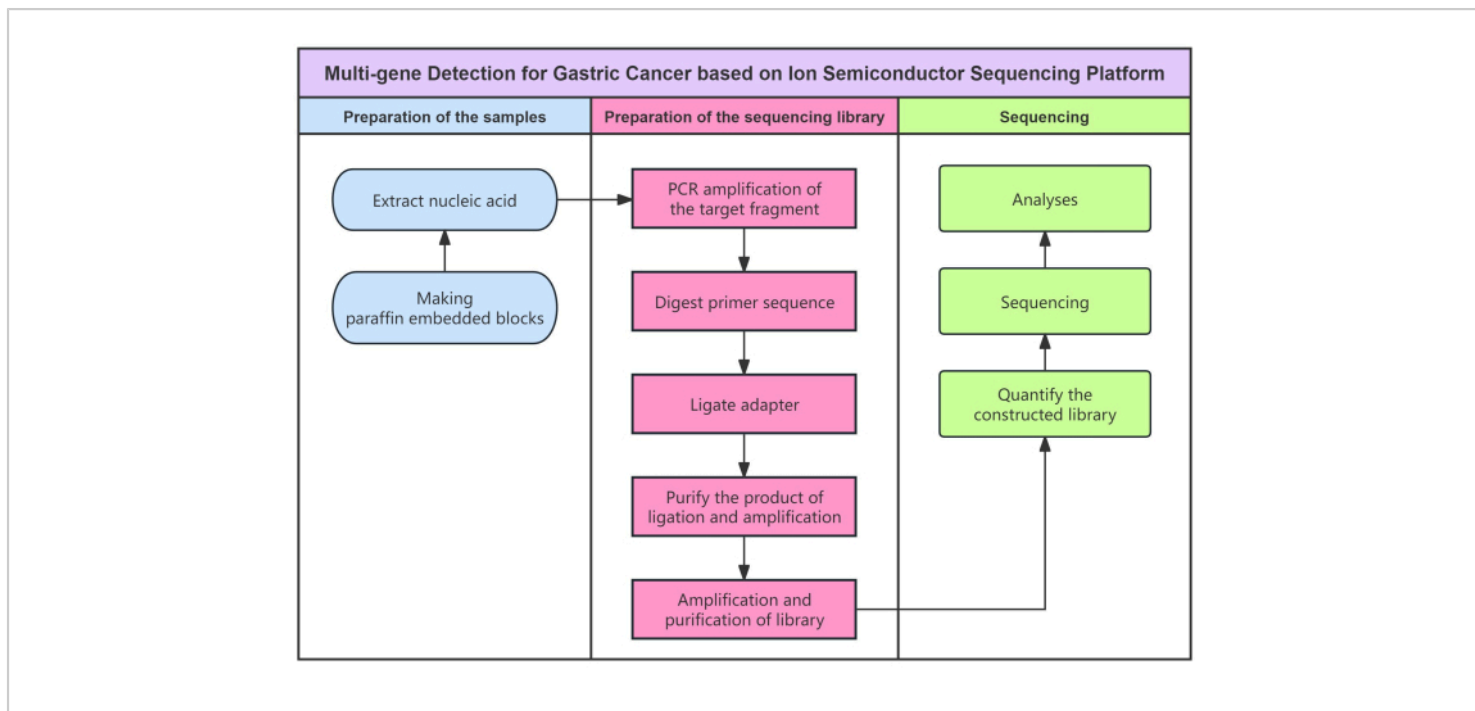 Multi-gene Detection for Gastric Cancer based on Ion Semiconductor Sequencing Platform
Preparation of the samples
Preparation of the sequencing library
Sequencing
Extract nucleic acid
Making
paraffin embedded blocks
PCR amplification of
the target fragment
Digest primer sequence
Ligate adapter
Purify the product of
ligation and amplification
Amplification and
purification of library
Analyses
Sequencing
Quantify the
constructed library